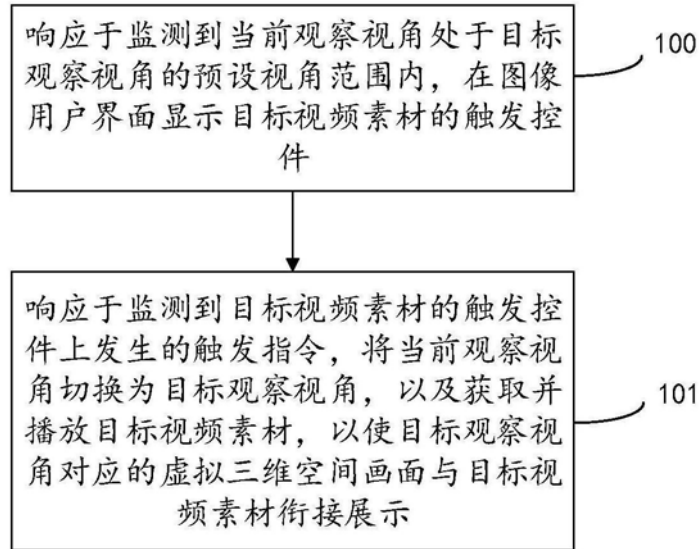 响应于监测到当前观察视角处于目标
观察视角的预设视角范围内，在图像
用户界面显示目标视频素材的触发控
件
100
响应于监测到目标视频素材的触发控
件上发生的触发指令，将当前观察视
角切换为目标观察视角，以及获取并
播放目标视频素材，以使目标观察视
角对应的虚拟三维空间画面与目标视
频素材衔接展示
101